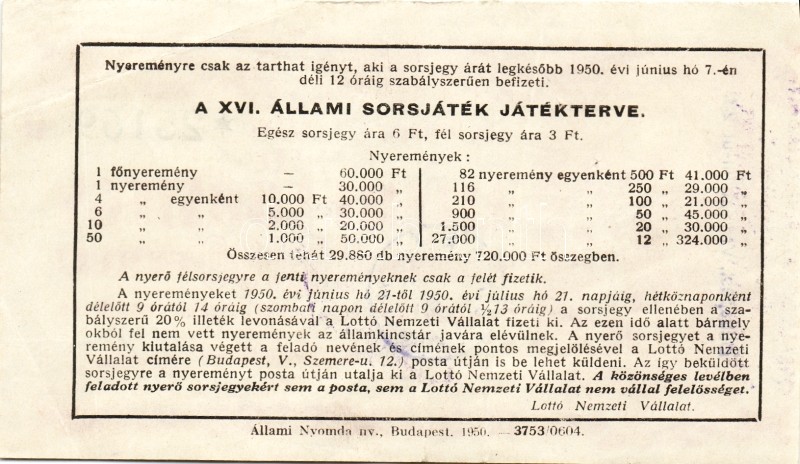 Nyereményre csak az tarthat igényt, aki a sorsjegy árát legkésőbb 1950. évi június hó 7.-én
déli 12 óráig szabályszerűen befizeti.
A XVI. ÁLLAMI SORSJÁTÉK JÁTÉKTERVE.
Egész sorsjegy ára 6 Ft, fél sorsjegy ára 3 Ft.
Nyeremények :
1 főnyeremény — 60.000 Ft 82 nyeremény egyenként 500 Ft 41.000 Ft
1 nyeremény — 30.000 „ 116 „ „ 250 „ 29.000 „
4 „ egyenként 10.000 Ft 40.000 „ 210 „ „ 100 „ 21.000 „
6 „ „ 5.000 „ 30.000 „ 900 „ „ 50 „ 45.000 „
10 „ „ 2.000 „ 20.000 „ 1.500 „ „ 20 „ 30.000 „
50 „ „ 1.000 „ 50.000 „ 27.000 „ „ 12 „ 324.000 „
Összesen tehát 29.880 db nyeremény 720.000 Ft összegben.
A nyerő félsorsjegyre a fenti nyereményeknek csak a felét fizetik.
A nyereményeket 1950. évi június hó 21-től 1950. évi július hó 21. napjáig, hétköznaponként
délelőtt 9 órától 14 óráig (szombati napon délelőtt 9 órától ½13 óráig) a sorsjegy ellenében a sza-
bályszerű 20% illeték levonásával a Lottó Nemzeti Vállalat fizeti ki. Az ezen idő alatt bármely
okból fel nem vett nyeremények az államkincstár javára elévülnek. A nyerő sorsjegyet a nye-
remény kiutalása végett a feladó nevének és címének pontos megjelölésével a Lottó Nemzeti
Vállalat címére (Budapest, V., Szemere-u. 12.) posta útján is be lehet küldeni. Az így beküldött
sorsjegyre a nyereményt posta útján utalja ki a Lottó Nemzeti Vállalat. A közönséges levélben
feladott nyerő sorsjegyekért sem a posta, sem a Lottó Nemzeti Vállalat nem vállal felelősséget.
Lottó Nemzeti Vállalat.
Állami Nyomda nv., Budapest. 1950. — 3753/0604.